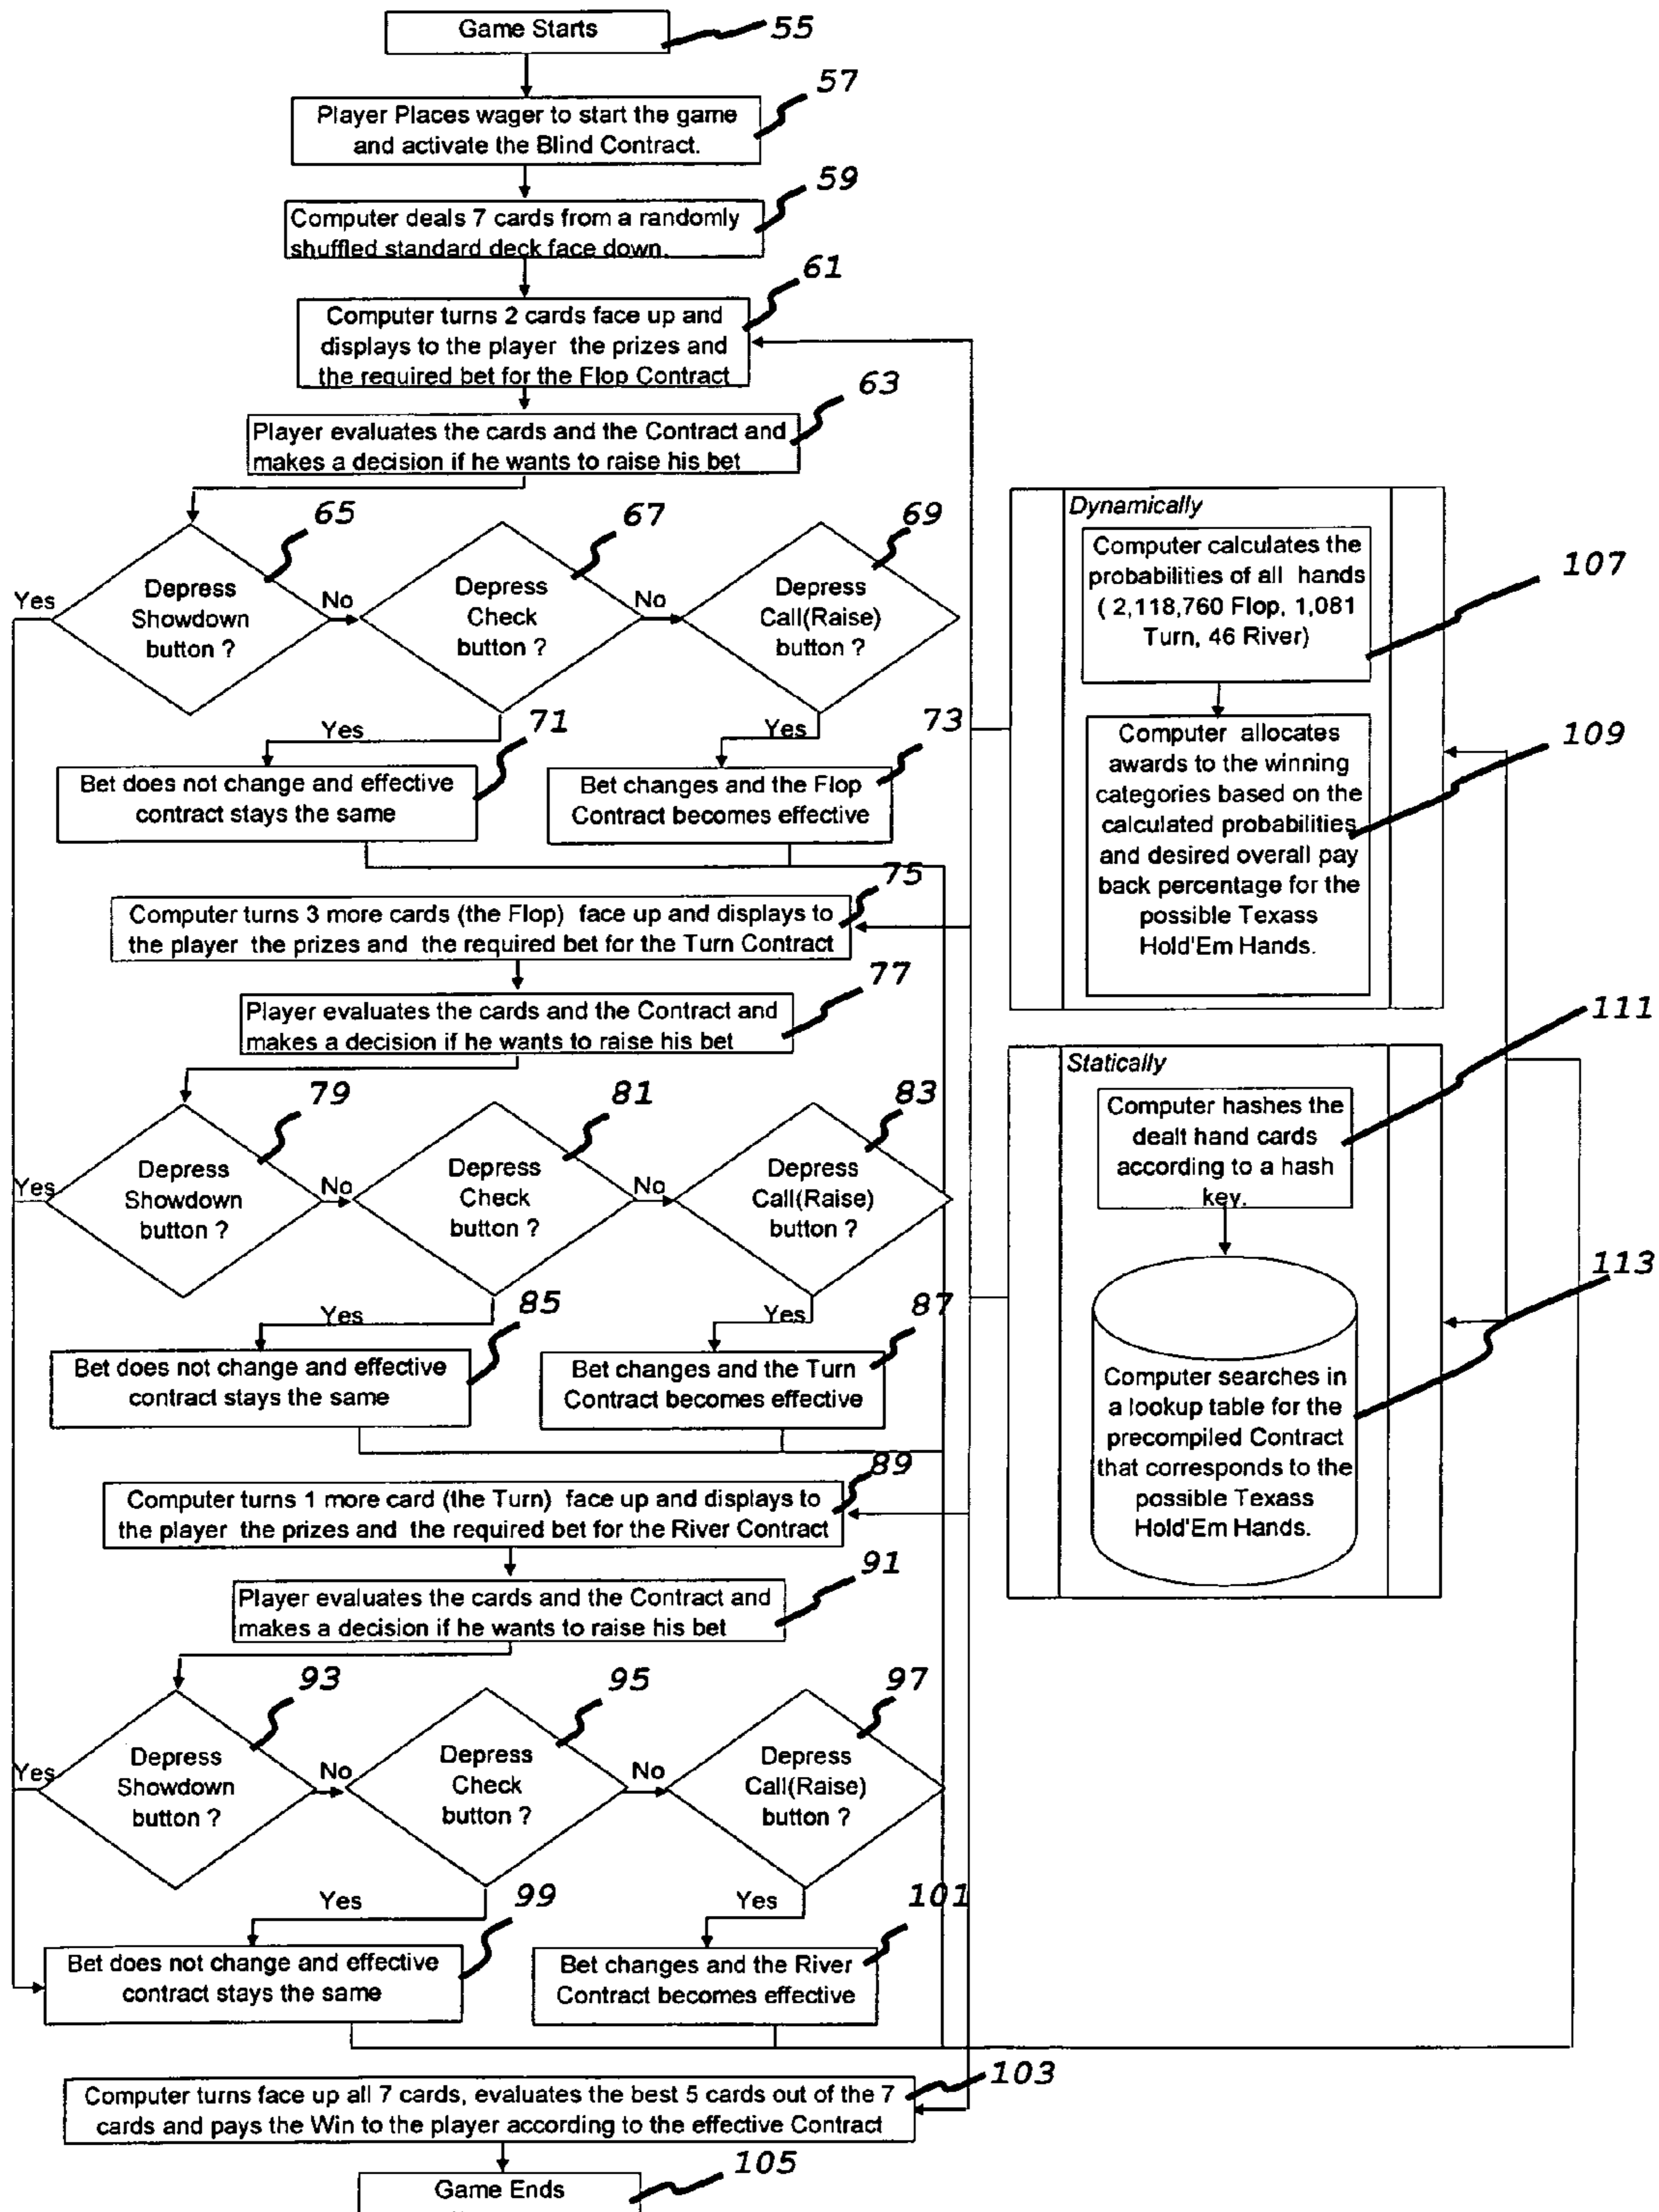 Game Starts
55
Player Places wager to start the game
and activate the Blind Contract.
57
Computer deals 7 cards from a randomly
shuffled standard deck face down.
59
Computer turns 2 cards face up and
displays to the player the prizes and
the required bet for the Flop Contract
61
Player evaluates the cards and the Contract and
makes a decision if he wants to raise his bet
63
Depress
Showdown
button ?
65
Yes
No
Depress
Check
button ?
67
No
Depress
Call(Raise)
button ?
69
Yes
Bet does not change and effective
contract stays the same
71
Yes
Bet changes and the Flop
Contract becomes effective
73
Computer turns 3 more cards (the Flop) face up and displays to
the player the prizes and the required bet for the Turn Contract
75
Player evaluates the cards and the Contract and
makes a decision if he wants to raise his bet
77
Depress
Showdown
button ?
79
Yes
No
Depress
Check
button ?
81
No
Depress
Call(Raise)
button ?
83
Yes
Bet does not change and effective
contract stays the same
85
Yes
Bet changes and the Turn
Contract becomes effective
87
Computer turns 1 more card (the Turn) face up and displays to
the player the prizes and the required bet for the River Contract
89
Player evaluates the cards and the Contract and
makes a decision if he wants to raise his bet
91
Depress
Showdown
button ?
93
Yes
No
Depress
Check
button ?
95
No
Depress
Call(Raise)
button ?
97
Yes
Bet does not change and effective
contract stays the same
99
Yes
Bet changes and the River
Contract becomes effective
101
Computer turns face up all 7 cards, evaluates the best 5 cards out of the 7
cards and pays the Win to the player according to the effective Contract
103
Game Ends
105
Dynamically
Computer calculates the
probabilities of all hands
( 2,118,760 Flop, 1,081
Turn, 46 River)
107
Computer allocates
awards to the winning
categories based on the
calculated probabilities
and desired overall pay
back percentage for the
possible Texass
Hold'Em Hands.
109
Statically
Computer hashes the
dealt hand cards
according to a hash
key.
111
Computer searches in
a lookup table for the
precompiled Contract
that corresponds to the
possible Texass
Hold'Em Hands.
113